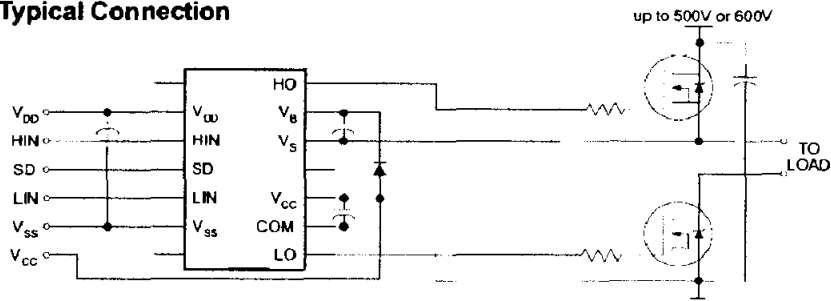 Typical Connection
up to 500V or 600V
HO
V_DD
V_DD
V_B
HIN
HIN
V_S
TO
LOAD
SD
SD
LIN
LIN
V_CC
V_SS
V_SS
COM
V_CC
LO